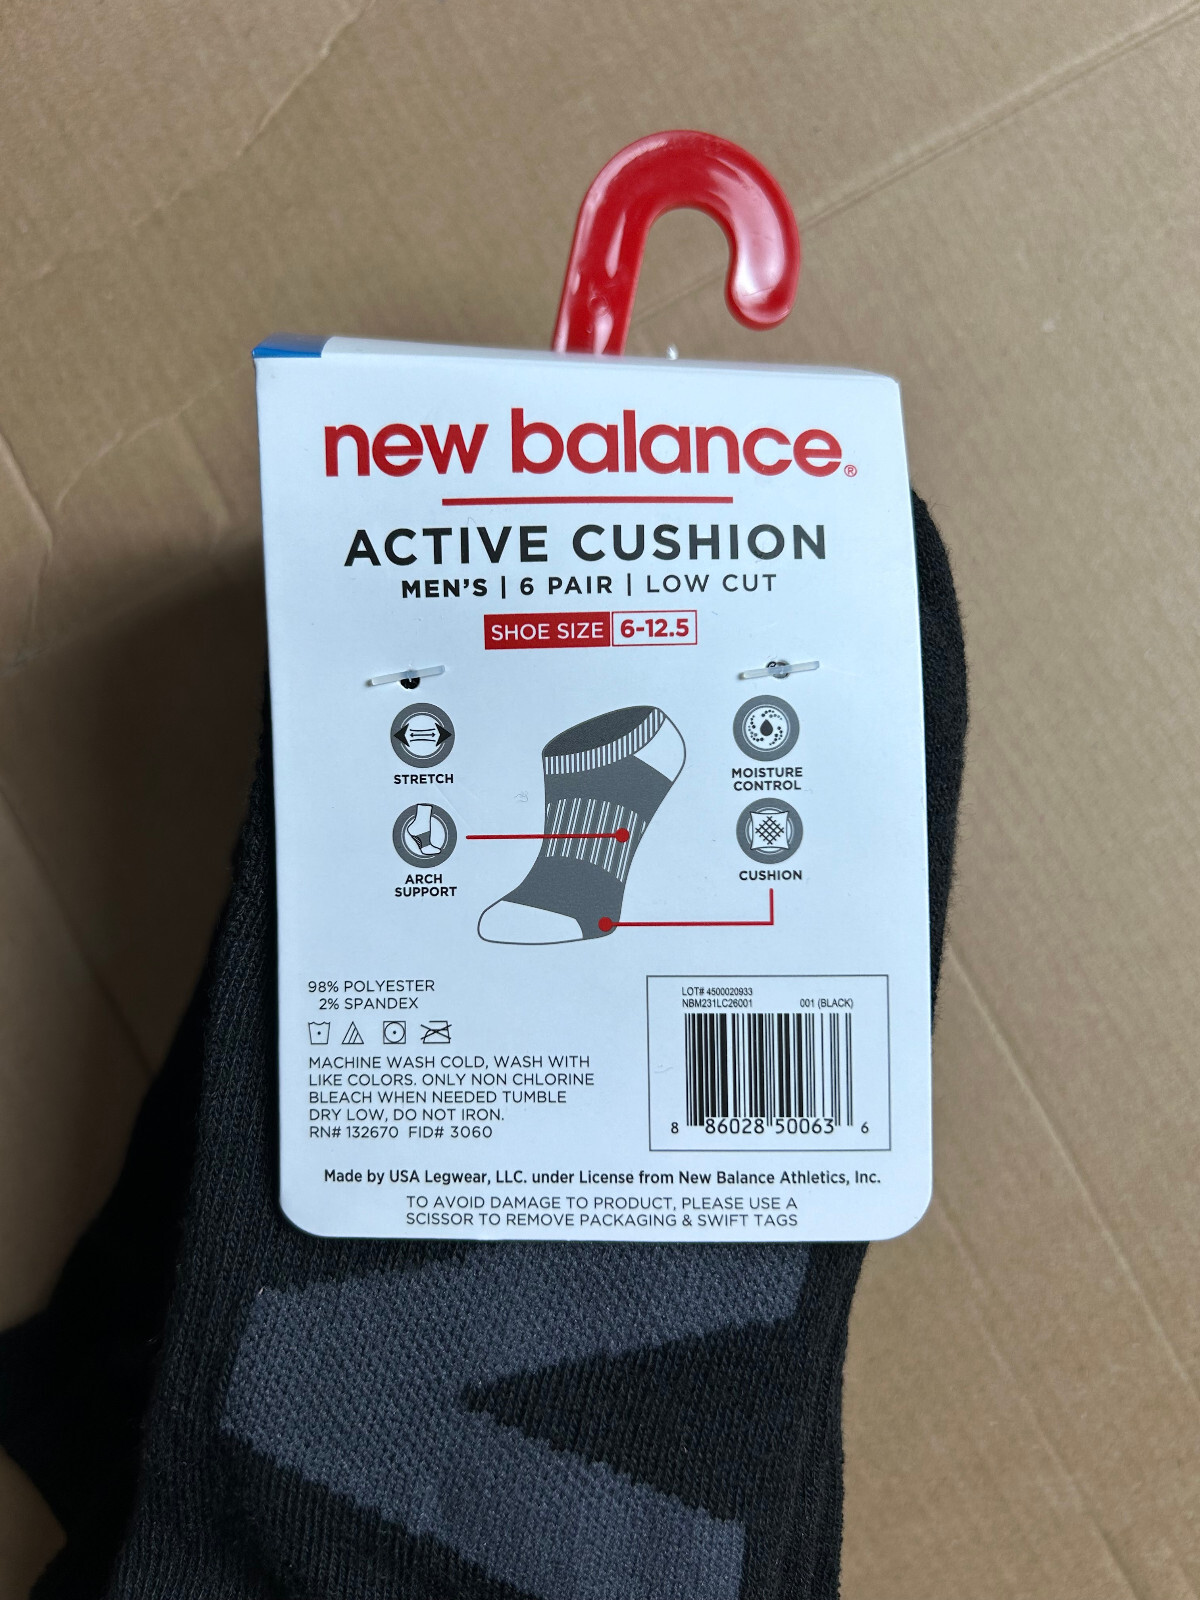 new balance®
ACTIVE CUSHION
MEN'S | 6 PAIR | LOW CUT
SHOE SIZE 6-12.5
STRETCH
MOISTURE
CONTROL
ARCH
SUPPORT
CUSHION
98% POLYESTER
2% SPANDEX
MACHINE WASH COLD, WASH WITH
LIKE COLORS. ONLY NON CHLORINE
BLEACH WHEN NEEDED TUMBLE
DRY LOW, DO NOT IRON.
RN# 132670 FID# 3060
LOT# 4500020933
NBM231LC26001 001 (BLACK)
8 86028 50063 6
Made by USA Legwear, LLC. under License from New Balance Athletics, Inc.
TO AVOID DAMAGE TO PRODUCT, PLEASE USE A
SCISSOR TO REMOVE PACKAGING & SWIFT TAGS